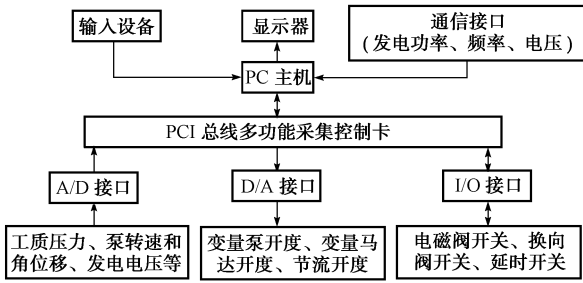 输入设备
显示器
通信接口
(发电功率、频率、电压)
PC 主机
PCI 总线多功能采集控制卡
A/D 接口
D/A 接口
I/O 接口
工质压力、泵转速和
角位移、发电电压等
变量泵开度、变量马
达开度、节流开度
电磁阀开关、换向
阀开关、延时开关